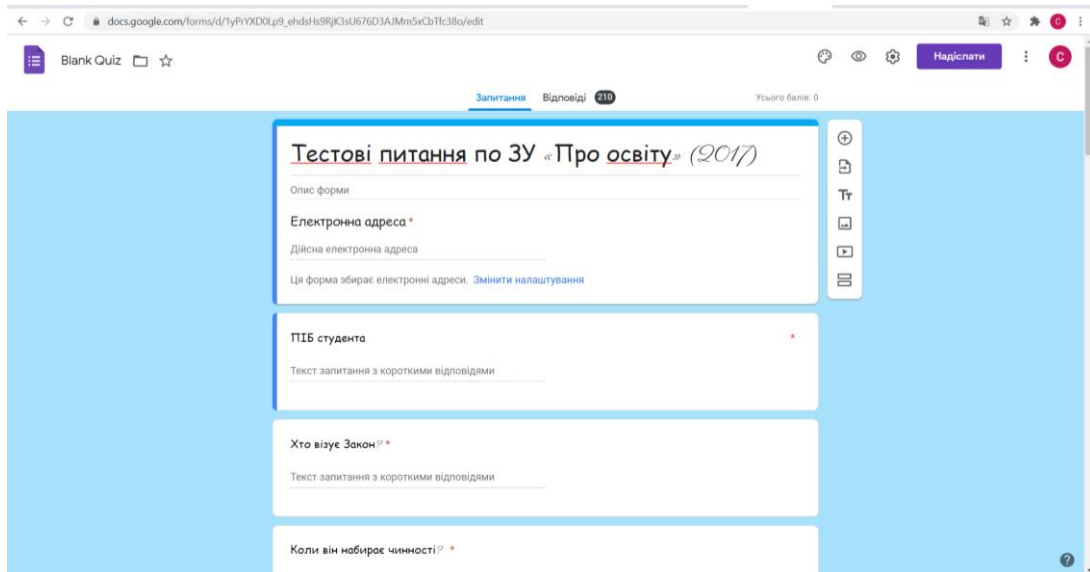 docs.google.com/forms/d/1yPrYXD0Lp9_ehdsHs9RjK3sU676D3AJMm5xCbTfc38o/edit
C
Blank Quiz
Надіслати
C
Запитання Відповіді 210 Усього балів: 0
Тестові питання по ЗУ «Про освіту» (2017)
Опис форми
Електронна адреса *
Дійсна електронна адреса
Ця форма збирає електронні адреси. Змінити налаштування
Тт
ПІБ студента *
Текст запитання з короткими відповідями
Хто візує Закон? *
Текст запитання з короткими відповідями
Коли він набирає чинності? *